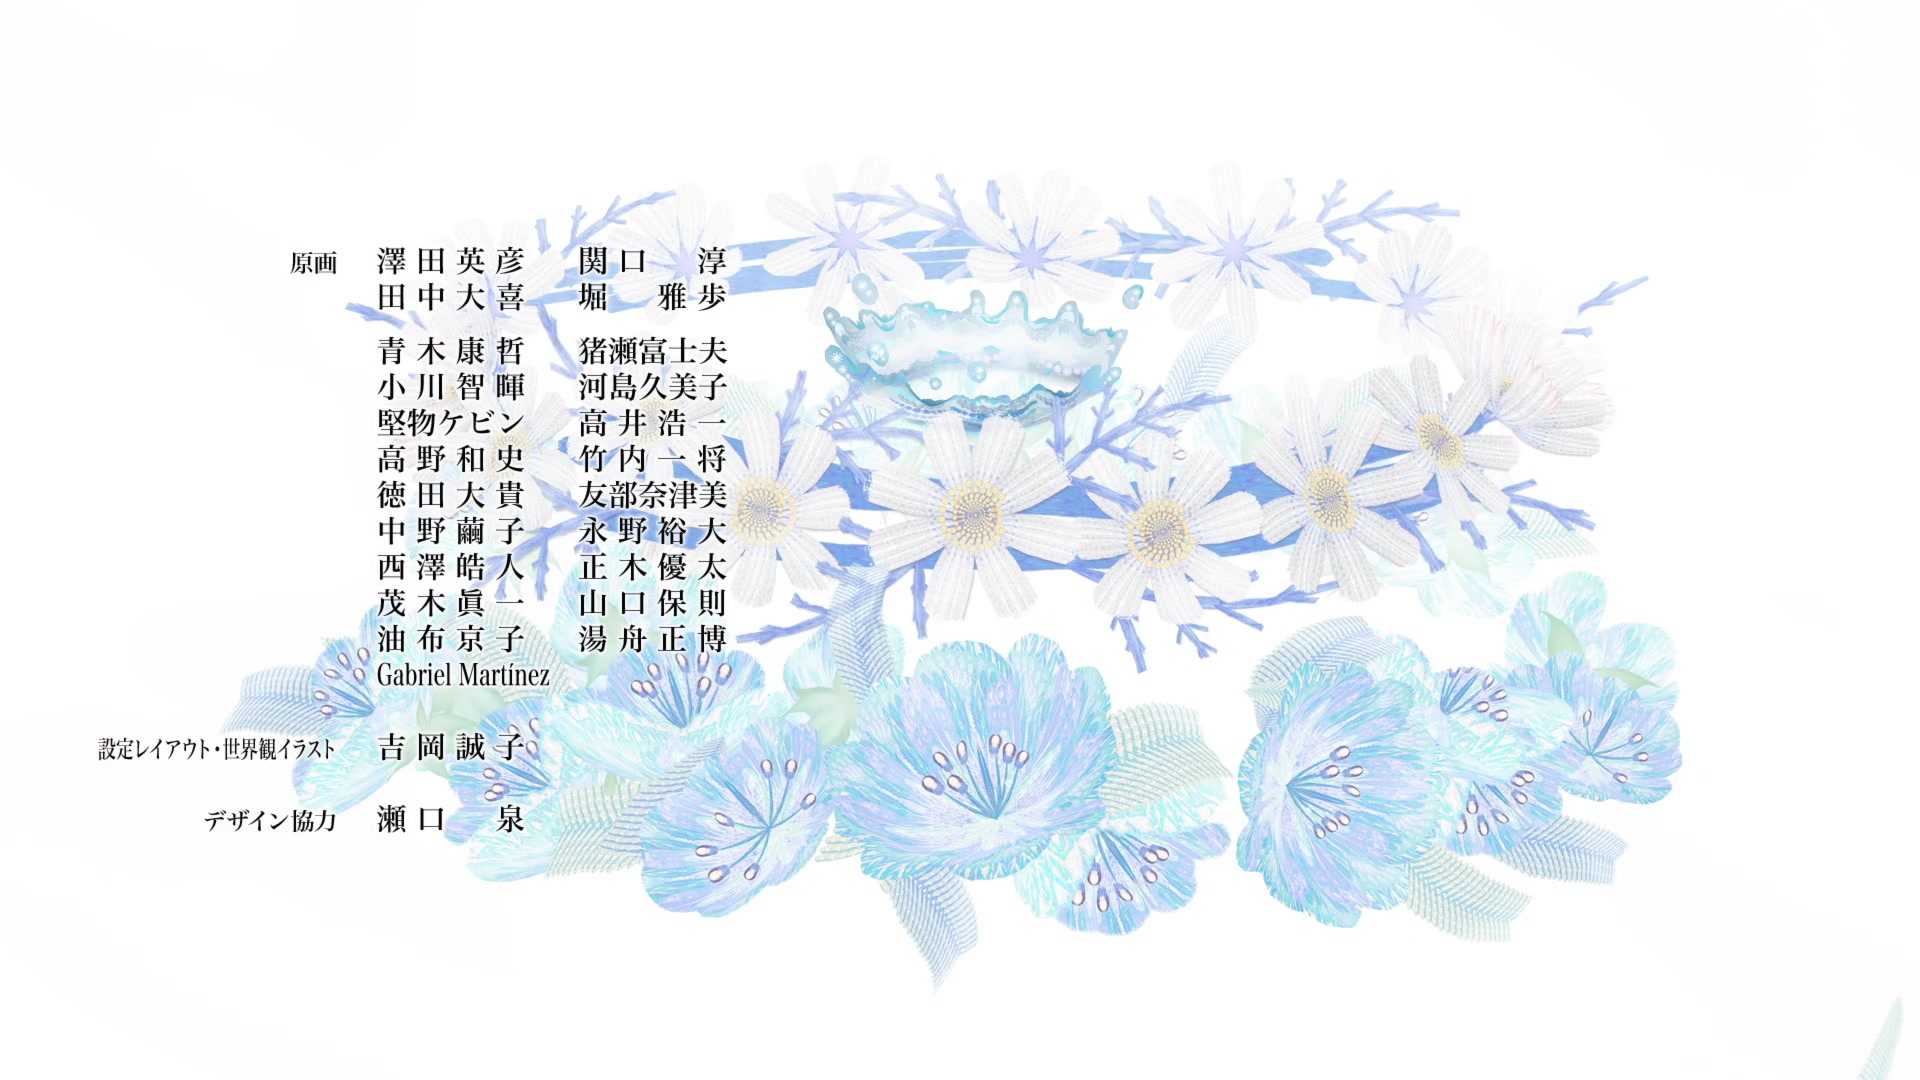 原画 澤田英彦 関口 淳
田中大喜 堀 雅歩
青木康哲 猪瀬富士夫
小川智暉 河島久美子
堅物ケビン 高井浩一
高野和史 竹内一将
徳田大貴 友部奈津美
中野繭子 永野裕大
西澤皓人 正木優太
茂木眞一 山口保則
油布京子 湯舟正博
Gabriel Martínez
設定レイアウト・世界観イラスト 吉岡誠子
デザイン協力 瀬口 泉